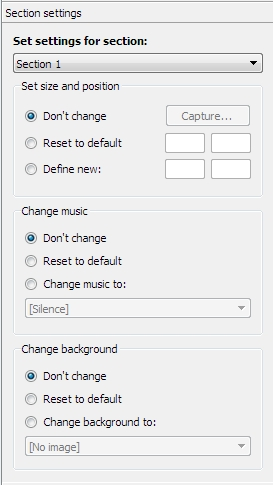 Section settings
Set settings for section:
Section 1
Set size and position
Don't change
Capture...
Reset to default
Define new:
Change music
Don't change
Reset to default
Change music to:
[Silence]
Change background
Don't change
Reset to default
Change background to:
[No image]